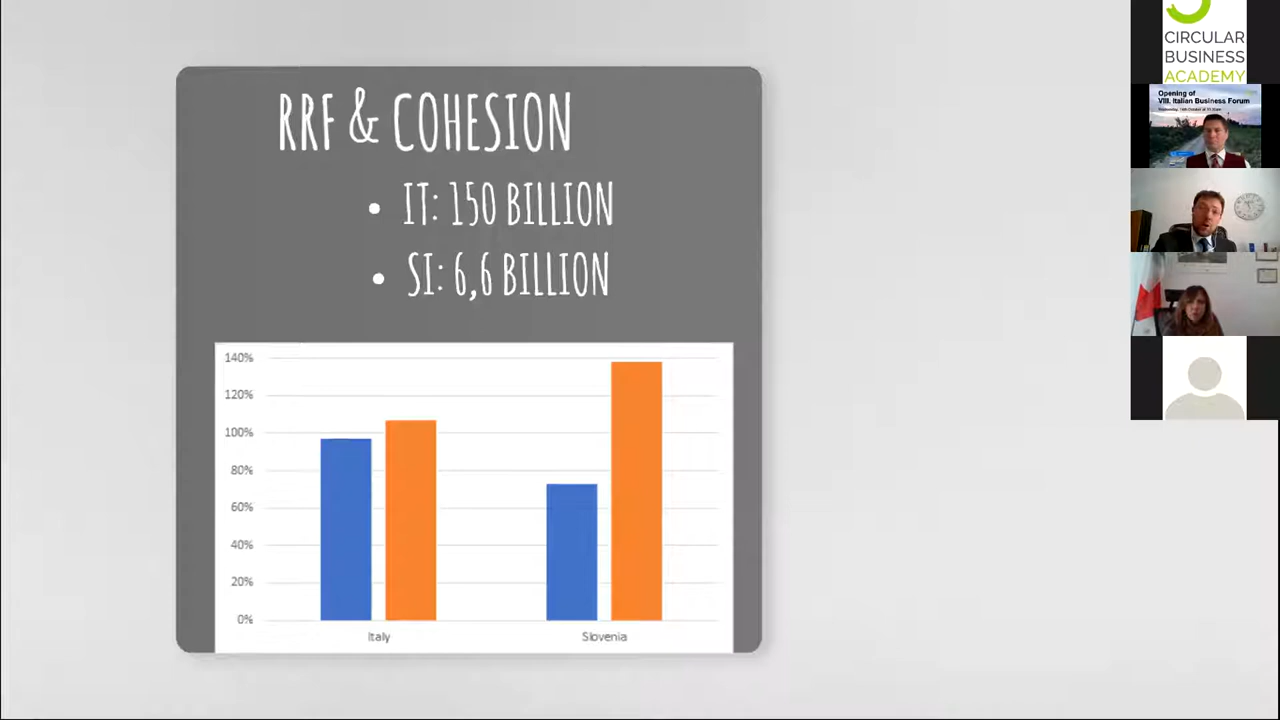 RRF & COHESION
• IT: 150 BILLION
• SI: 6,6 BILLION
140%
120%
100%
80%
60%
40%
20%
0%
Italy
Slovenia
CIRCULAR
BUSINESS
ACADEMY
Opening of
VIII. Italian Business Forum